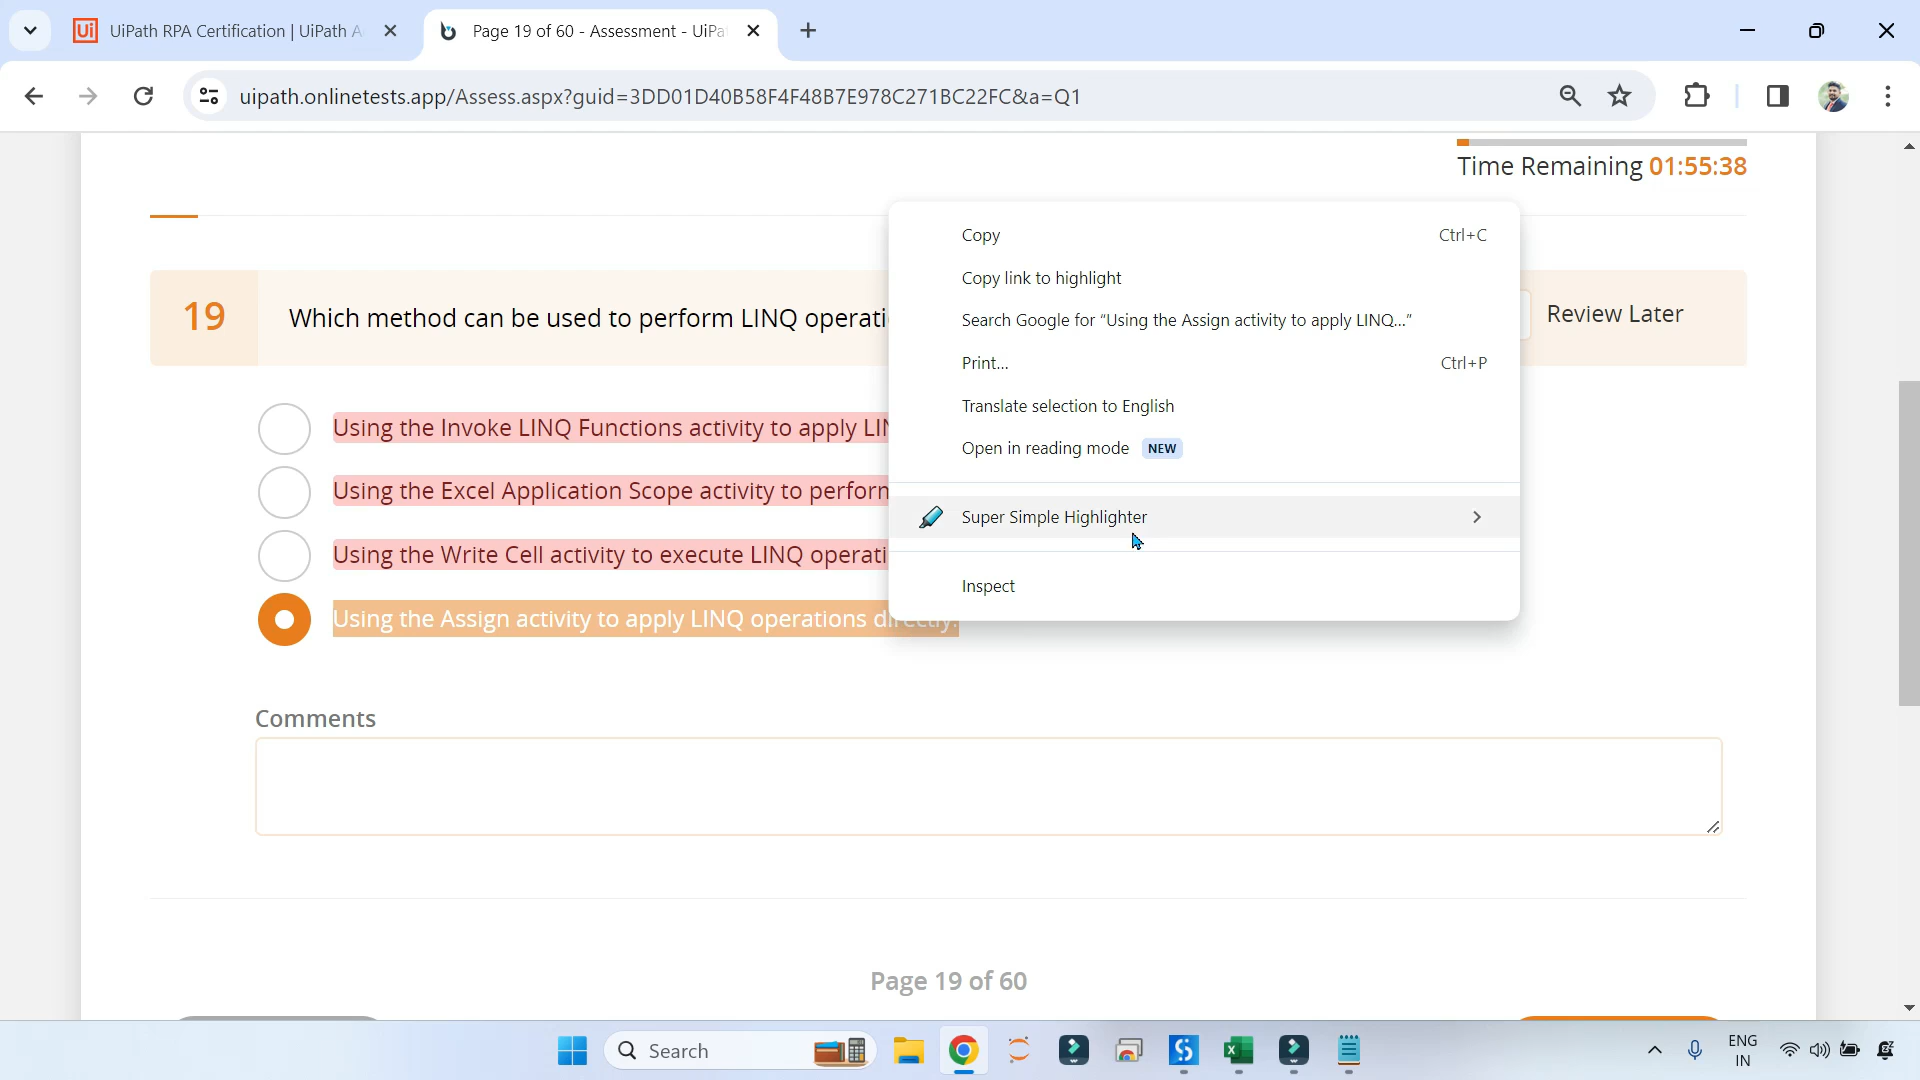 UiPath RPA Certification | UiPath A
Page 19 of 60 - Assessment - UiPa
uipath.onlinetests.app/Assess.aspx?guid=3DD01D40B58F4F48B7E978C271BC22FC&a=Q1
Time Remaining 01:55:38
19
Which method can be used to perform LINQ operati
Review Later
Using the Invoke LINQ Functions activity to apply LIN
Using the Excel Application Scope activity to perform
Using the Write Cell activity to execute LINQ operati
Using the Assign activity to apply LINQ operations directly.
Copy Ctrl+C
Copy link to highlight
Search Google for “Using the Assign activity to apply LINQ...”
Print... Ctrl+P
Translate selection to English
Open in reading mode NEW
Super Simple Highlighter
Inspect
Comments
Page 19 of 60
Search
ENG
IN